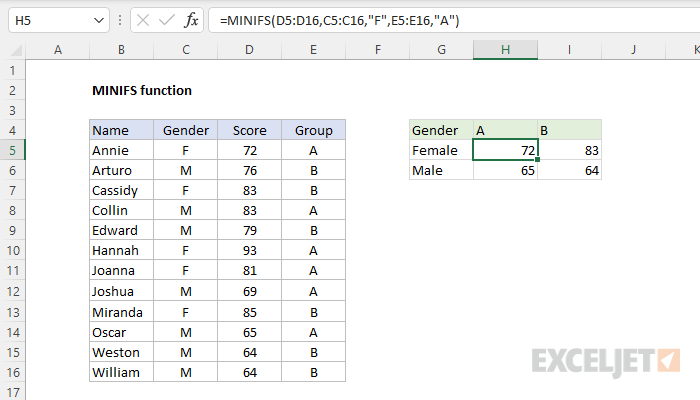 H5 fx =MINIFS(D5:D16,C5:C16,"F",E5:E16,"A")
A B C D E F G H I J K
1
2 MINIFS function
3
4 Name Gender Score Group Gender A B
5 Annie F 72 A Female 72 83
6 Arturo M 76 B Male 65 64
7 Cassidy F 83 B
8 Collin M 83 A
9 Edward M 79 B
10 Hannah F 93 A
11 Joanna F 81 A
12 Joshua M 69 A
13 Miranda F 85 B
14 Oscar M 65 A
15 Weston M 64 B
16 William M 64 B
17
EXCELJET